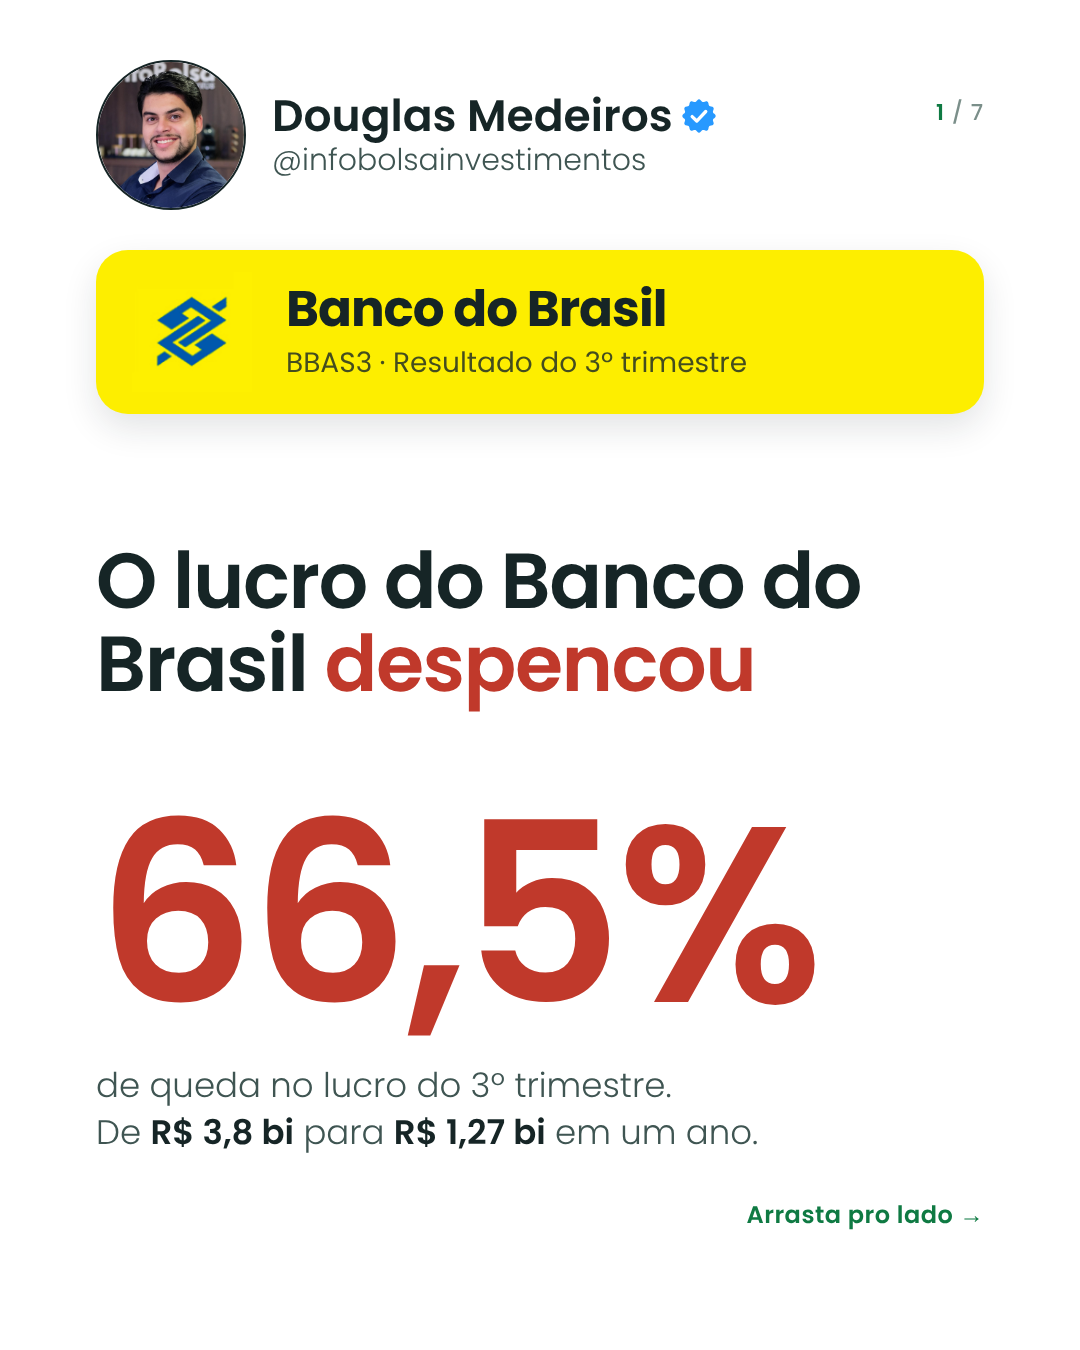 Douglas Medeiros
1 / 7
@infobolsainvestimentos
Banco do Brasil
BBAS3 · Resultado do 3º trimestre
O lucro do Banco do
Brasil despencou
66,5%
de queda no lucro do 3º trimestre.
De R$ 3,8 bi para R$ 1,27 bi em um ano.
Arrasta pro lado →